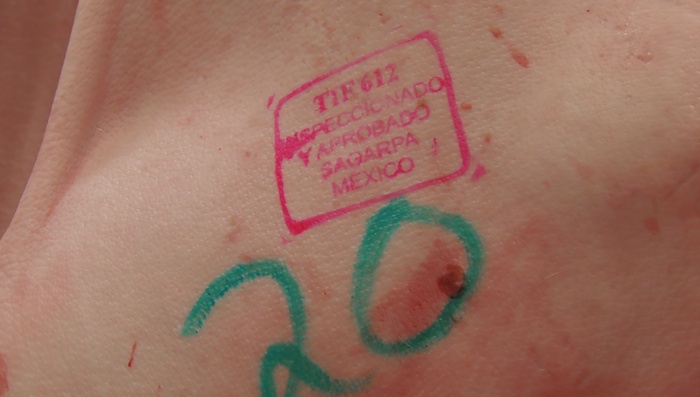 TIF 612
INSPECCIONADO
Y APROBADO
SAGARPA
MEXICO
20